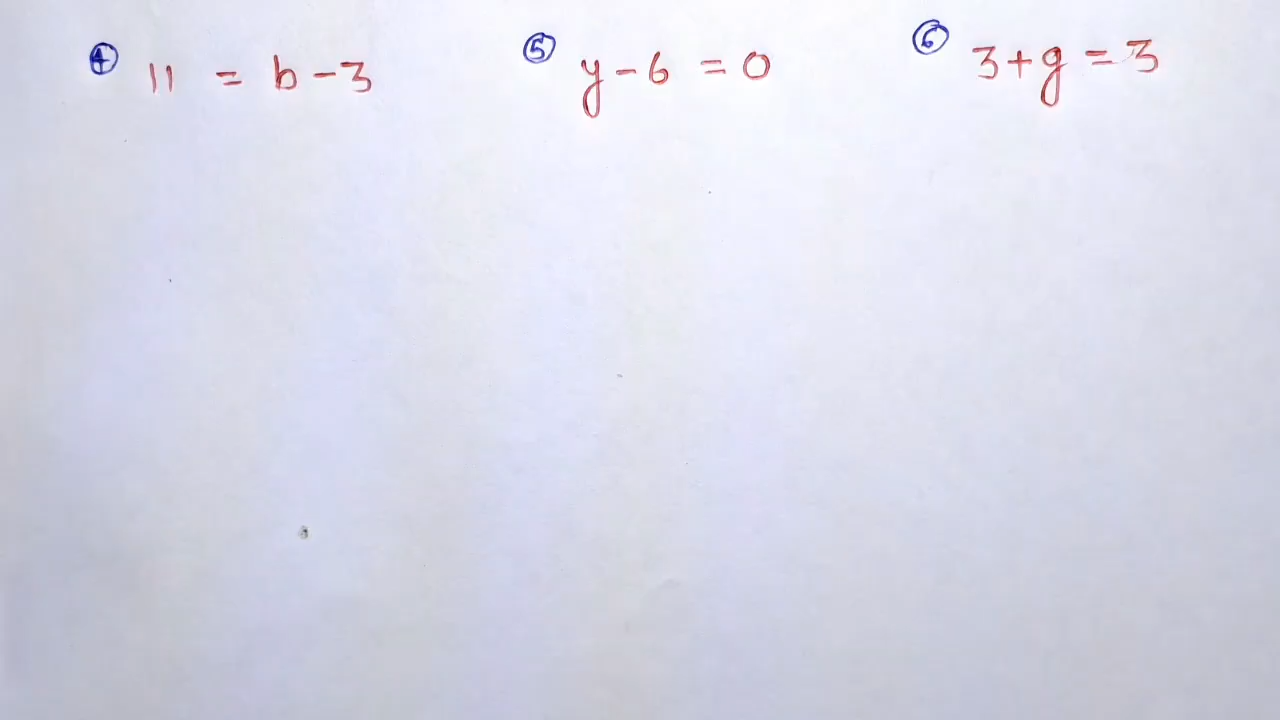 ④ 11 = b - 3
⑤ y - 6 = 0
⑥ 3 + g = 3